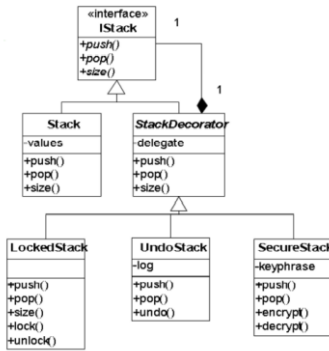 «interface»
IStack
+push()
+pop()
+size()
1
1
Stack
-values
+push()
+pop()
+size()
StackDecorator
-delegate
+push()
+pop()
+size()
LockedStack
+push()
+pop()
+size()
+lock()
+unlock()
UndoStack
-log
+push()
+pop()
+undo()
SecureStack
-keyphrase
+push()
+pop()
+encrypt()
+decrypt()